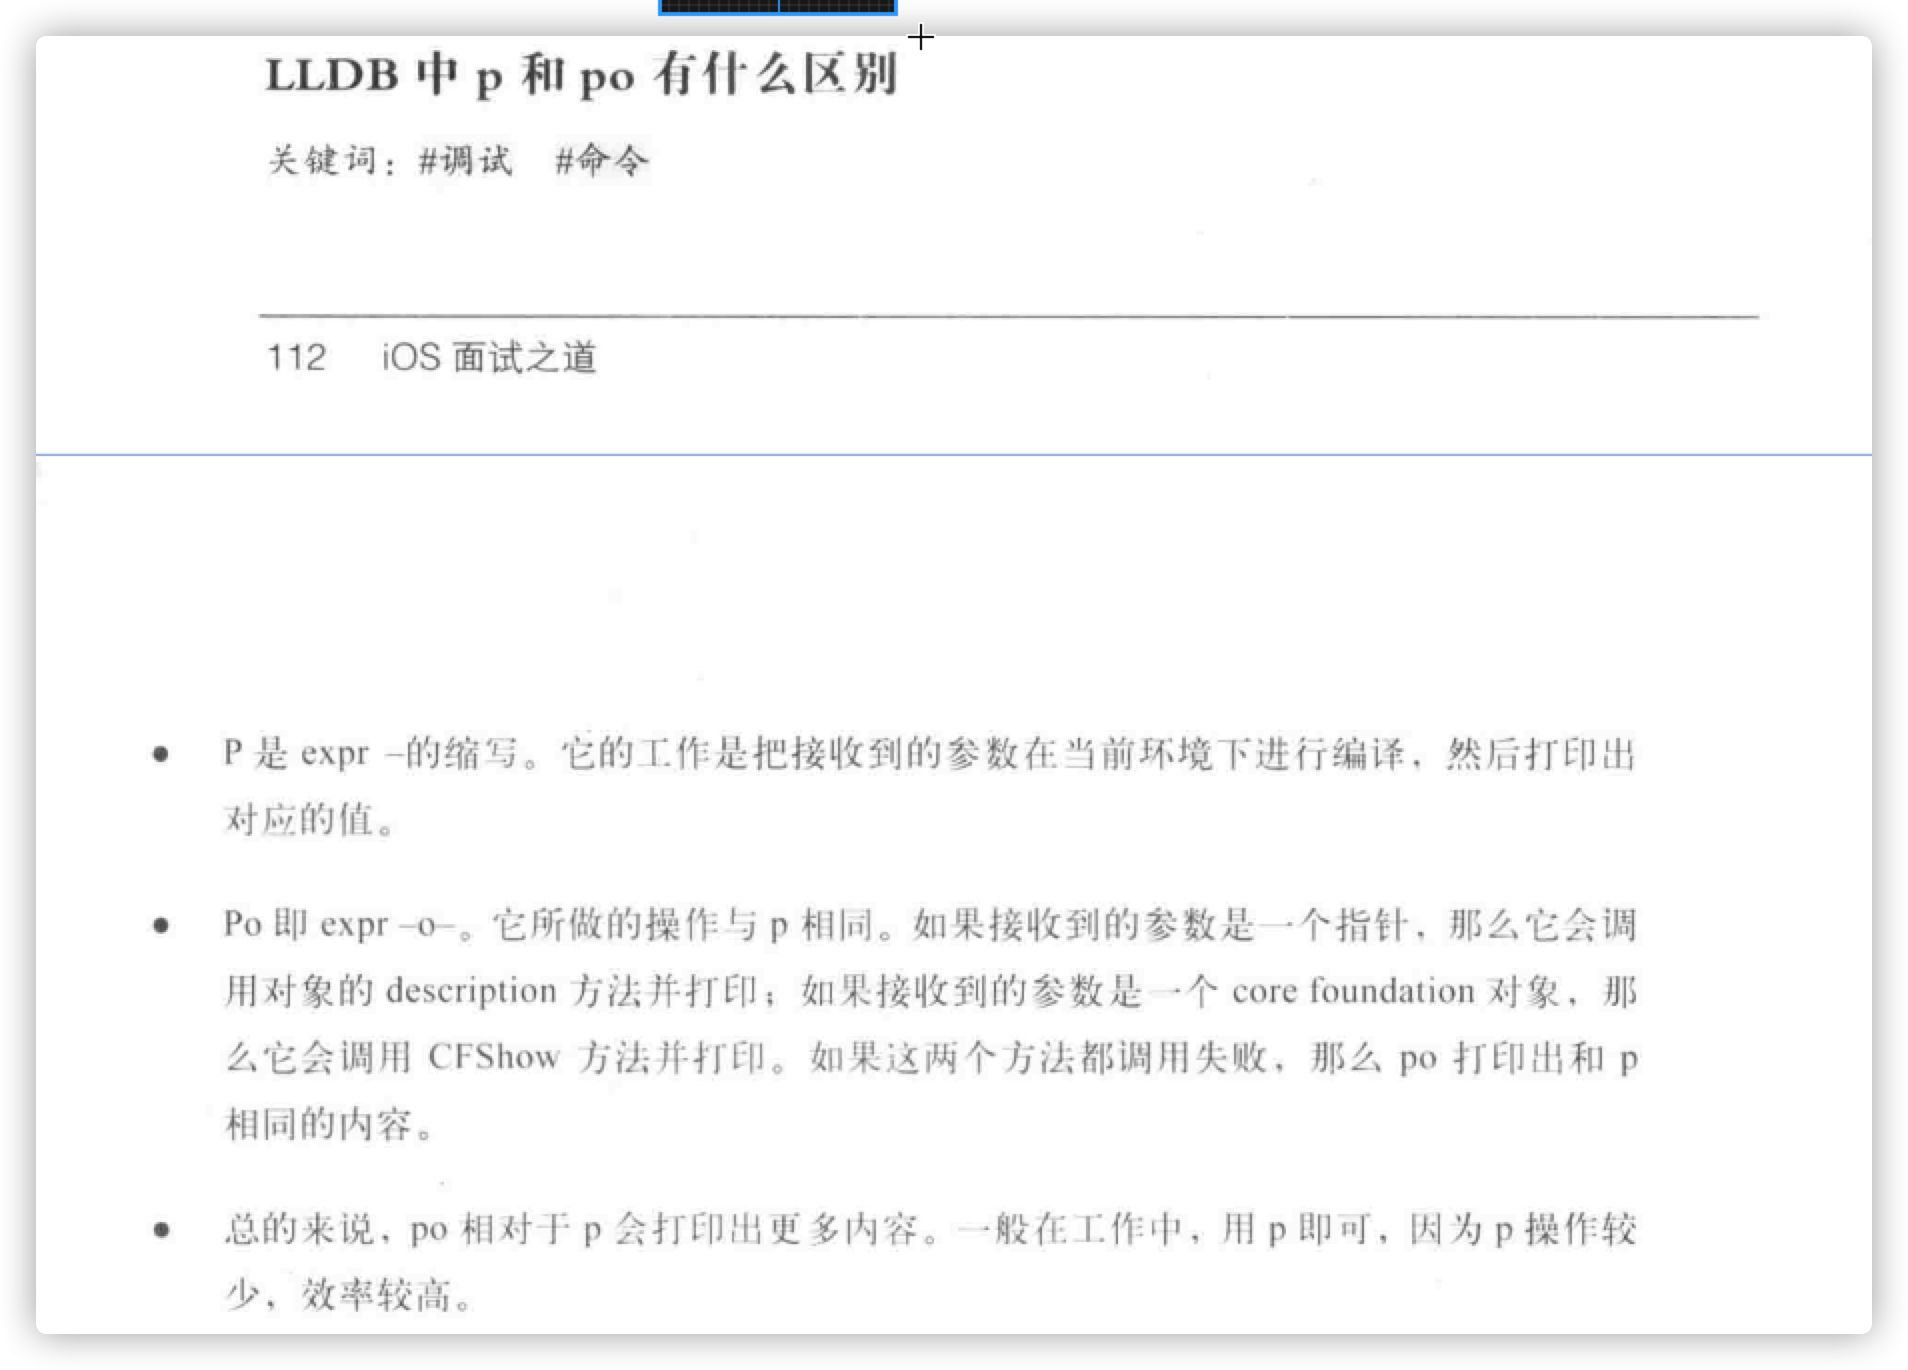 LLDB 中 p 和 po 有什么区别
关键词：#调试 #命令
112 iOS 面试之道
● P 是 expr –的缩写。它的工作是把接收到的参数在当前环境下进行编译，然后打印出
对应的值。
● Po 即 expr –o–。它所做的操作与 p 相同。如果接收到的参数是一个指针，那么它会调
用对象的 description 方法并打印；如果接收到的参数是一个 core foundation 对象，那
么它会调用 CFShow 方法并打印。如果这两个方法都调用失败，那么 po 打印出和 p
相同的内容。
● 总的来说，po 相对于 p 会打印出更多内容。一般在工作中，用 p 即可，因为 p 操作较
少，效率较高。